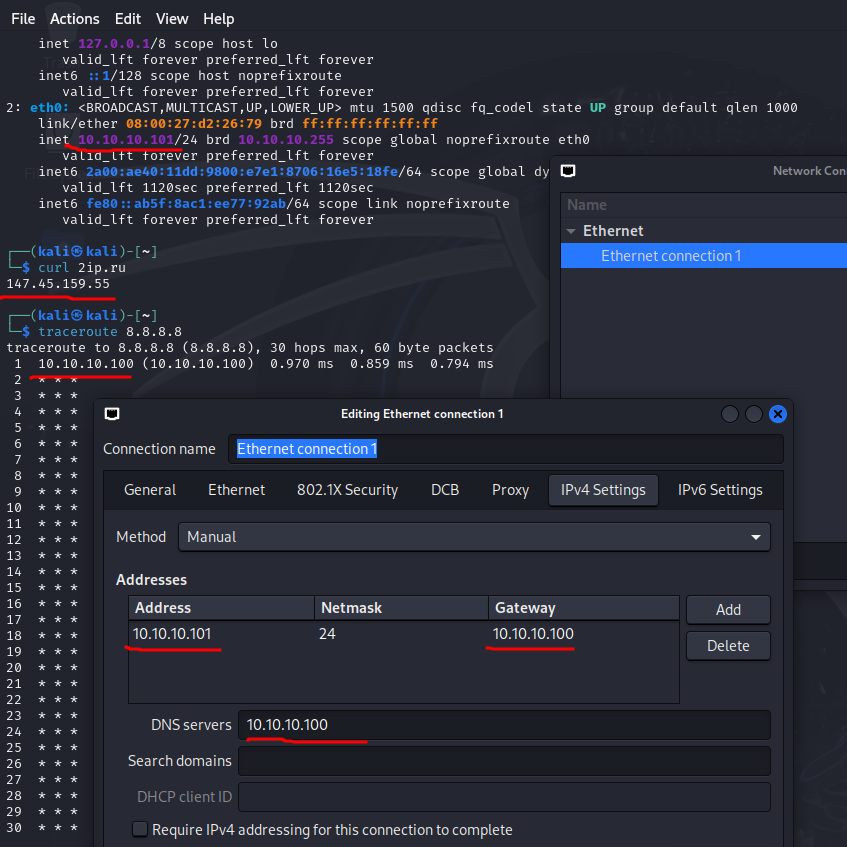 File Actions Edit View Help
inet 127.0.0.1/8 scope host lo
valid_lft forever preferred_lft forever
inet6 ::1/128 scope host noprefixroute
valid_lft forever preferred_lft forever
2: eth0: <BROADCAST,MULTICAST,UP,LOWER_UP> mtu 1500 qdisc fq_codel state UP group default qlen 1000
link/ether 08:00:27:d2:26:79 brd ff:ff:ff:ff:ff:ff
inet 10.10.10.101/24 brd 10.10.10.255 scope global noprefixroute eth0
valid_lft forever preferred_lft forever
inet6 2a00:ae40:11dd:9800:e7e1:8706:16e5:18fe/64 scope global dy
valid_lft 1120sec preferred_lft 1120sec
inet6 fe80::ab5f:8ac1:ee77:92ab/64 scope link noprefixroute
valid_lft forever preferred_lft forever
┌──(kali㉿kali)-[~]
└─$ curl 2ip.ru
147.45.159.55
┌──(kali㉿kali)-[~]
└─$ traceroute 8.8.8.8
traceroute to 8.8.8.8 (8.8.8.8), 30 hops max, 60 byte packets
1 10.10.10.100 (10.10.10.100) 0.970 ms 0.859 ms 0.794 ms
2 * * *
3 * * *
4 * * *
5 * * *
6 * * *
7 * * *
8 * * *
9 * * *
10 * * *
11 * * *
12 * * *
13 * * *
14 * * *
15 * * *
16 * * *
17 * * *
18 * * *
19 * * *
20 * * *
21 * * *
22 * * *
23 * * *
24 * * *
25 * * *
26 * * *
27 * * *
28 * * *
29 * * *
30 * * *
Network Con
Name
Ethernet
Ethernet connection 1
Editing Ethernet connection 1
Connection name Ethernet connection 1
General Ethernet 802.1X Security DCB Proxy IPv4 Settings IPv6 Settings
Method Manual
Addresses
Address Netmask Gateway
10.10.10.101 24 10.10.10.100
Add
Delete
DNS servers 10.10.10.100
Search domains
DHCP client ID
Require IPv4 addressing for this connection to complete